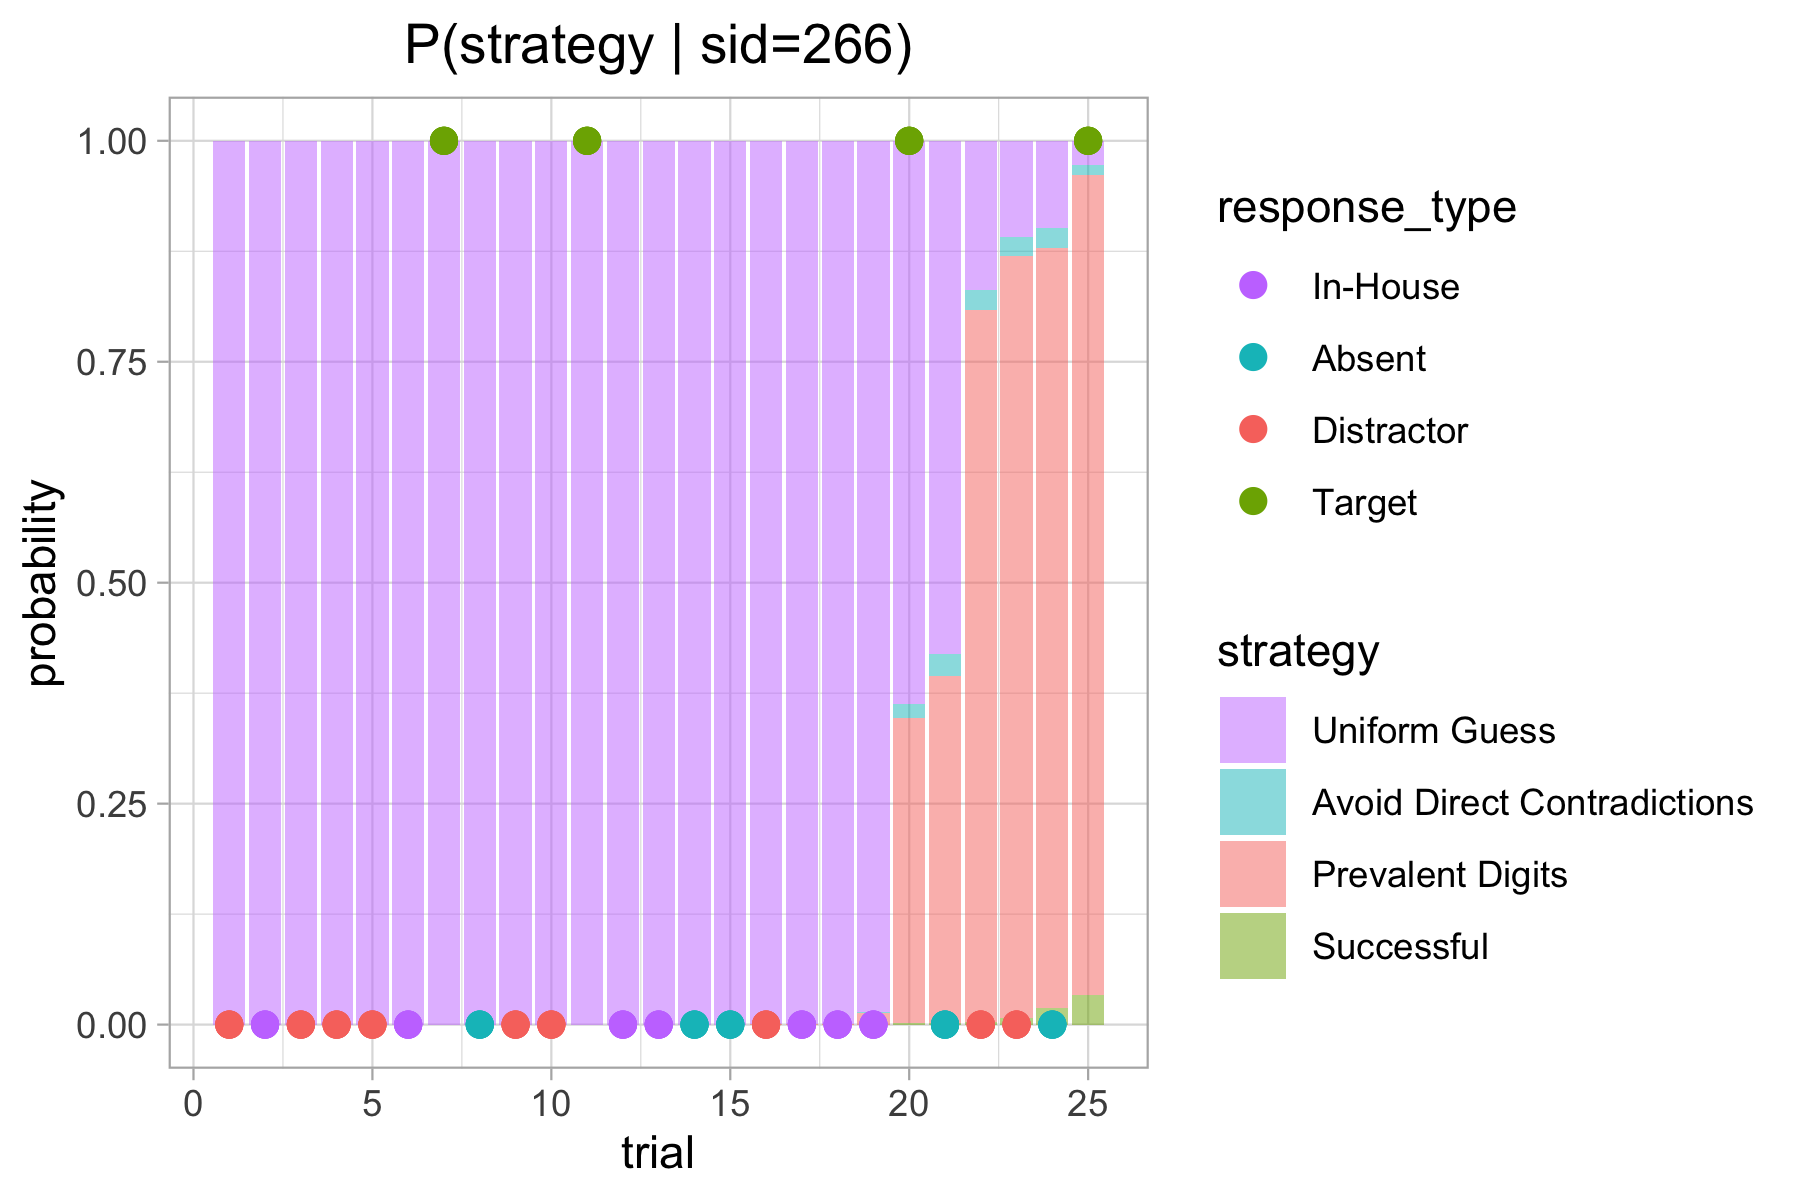 P(strategy | sid=266)
1.00
0.75
0.50
0.25
0.00
probability
0 5 10 15 20 25
trial
response_type
In-House
Absent
Distractor
Target
strategy
Uniform Guess
Avoid Direct Contradictions
Prevalent Digits
Successful